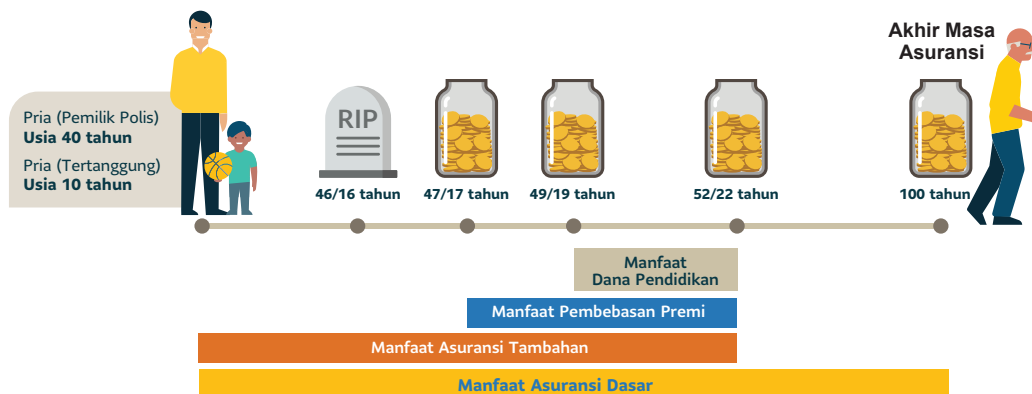 Akhir Masa
Asuransi
Pria (Pemilik Polis)
Usia 40 tahun
Pria (Tertanggung)
Usia 10 tahun
RIP
46/16 tahun
47/17 tahun
49/19 tahun
52/22 tahun
100 tahun
Manfaat
Dana Pendidikan
Manfaat Pembebasan Premi
Manfaat Asuransi Tambahan
Manfaat Asuransi Dasar